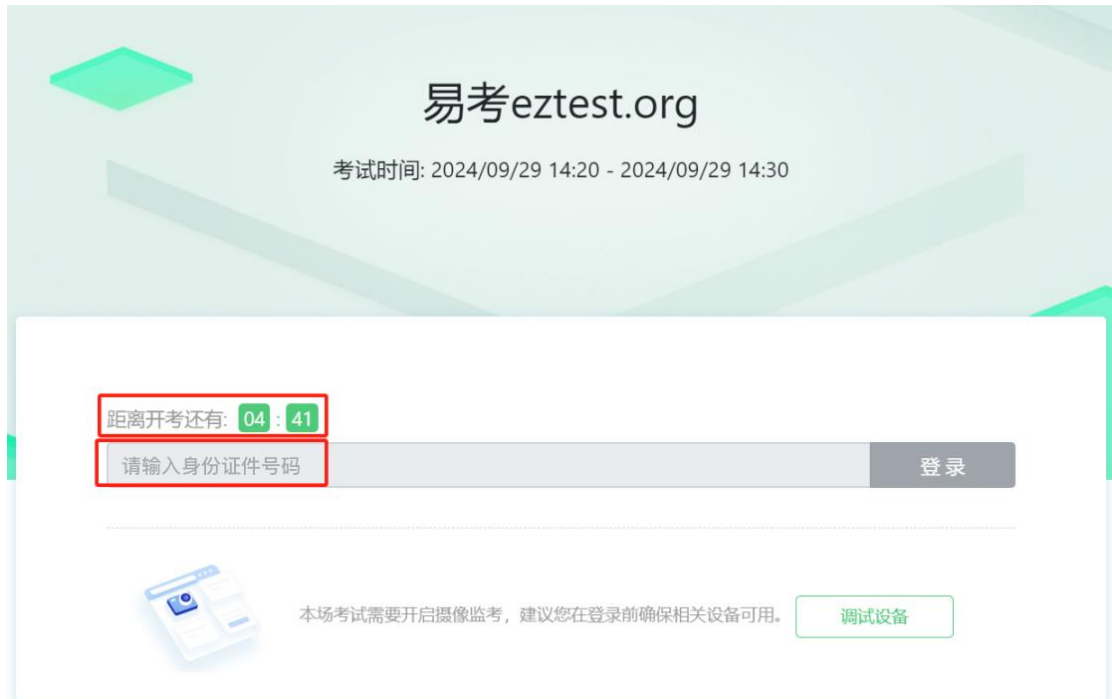 易考eztest.org
考试时间: 2024/09/29 14:20 - 2024/09/29 14:30
距离开考还有: 04 : 41
请输入身份证件号码 登录
本场考试需要开启摄像监考，建议您在登录前确保相关设备可用。 调试设备